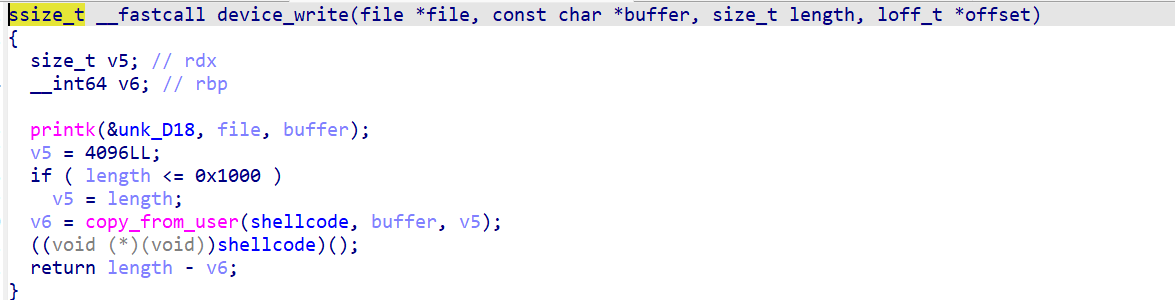 ssize_t __fastcall device_write(file *file, const char *buffer, size_t length, loff_t *offset)
{
  size_t v5; // rdx
  __int64 v6; // rbp

  printk(&unk_D18, file, buffer);
  v5 = 4096LL;
  if ( length <= 0x1000 )
    v5 = length;
  v6 = copy_from_user(shellcode, buffer, v5);
  ((void (*)(void))shellcode)();
  return length - v6;
}